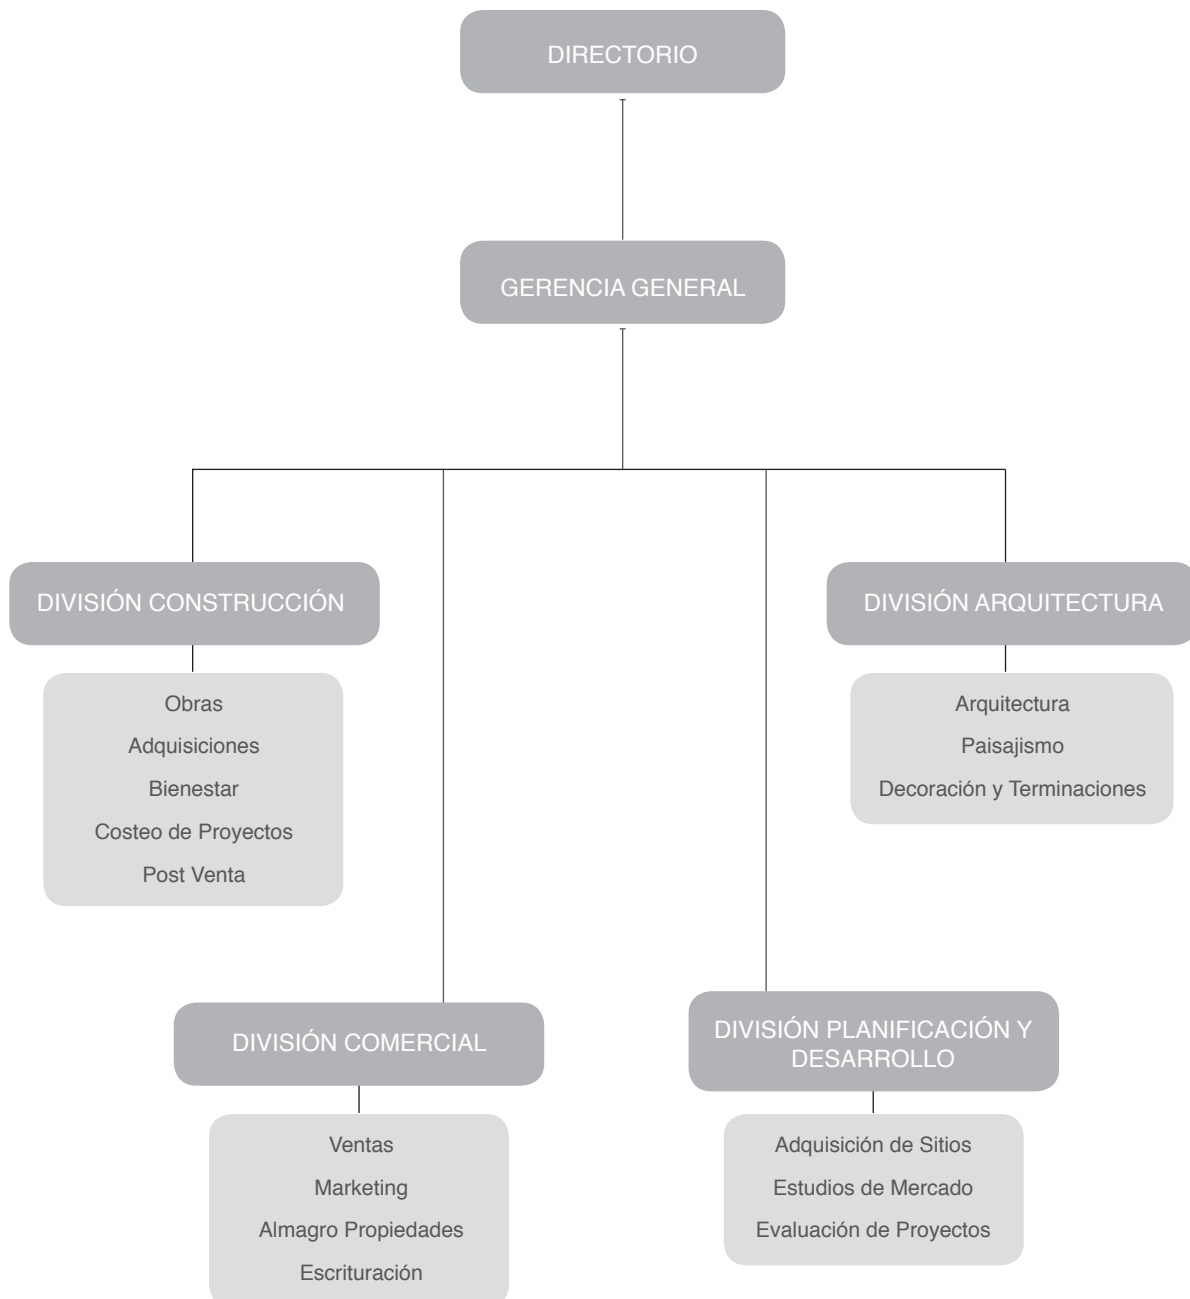 DIRECTORIO
GERENCIA GENERAL
DIVISIÓN CONSTRUCCIÓN
Obras
Adquisiciones
Bienestar
Costeo de Proyectos
Post Venta
DIVISIÓN ARQUITECTURA
Arquitectura
Paisajismo
Decoración y Terminaciones
DIVISIÓN COMERCIAL
Ventas
Marketing
Almagro Propiedades
Escrituración
DIVISIÓN PLANIFICACIÓN Y
DESARROLLO
Adquisición de Sitios
Estudios de Mercado
Evaluación de Proyectos